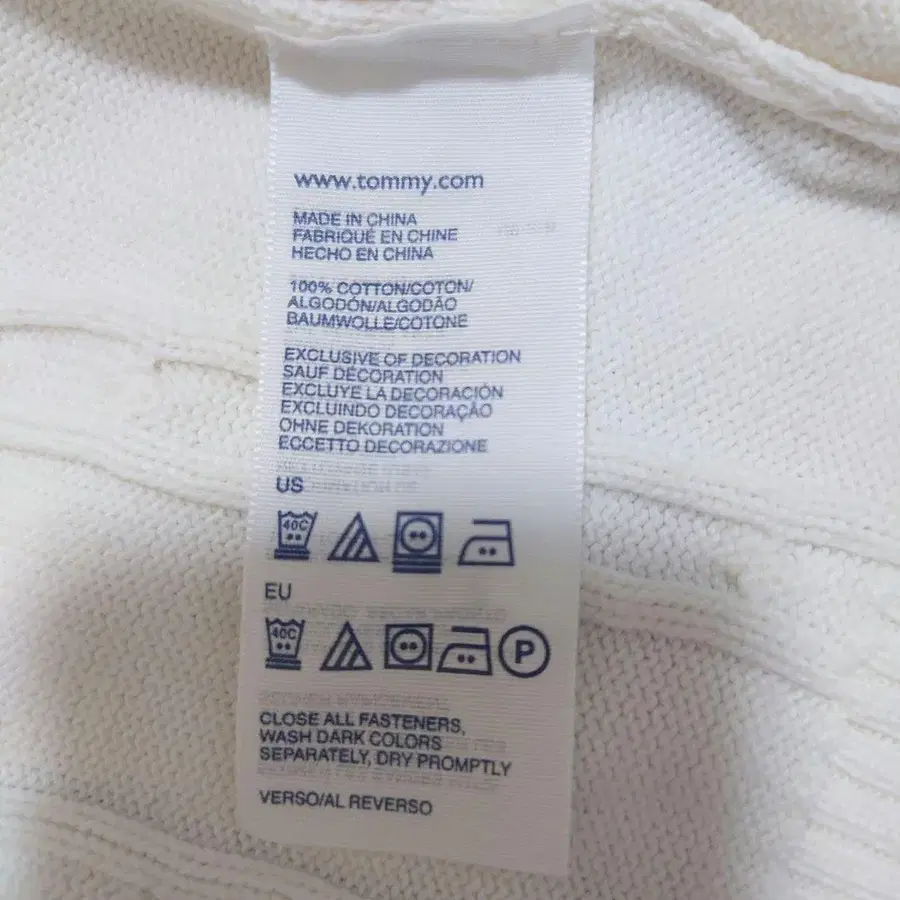 www.tommy.com
MADE IN CHINA
FABRIQUÉ EN CHINE
HECHO EN CHINA
100% COTTON/COTON/
ALGODÓN/ALGODÃO
BAUMWOLLE/COTONE
EXCLUSIVE OF DECORATION
SAUF DÉCORATION
EXCLUYE LA DECORACIÓN
EXCLUINDO DECORAÇÃO
OHNE DEKORATION
ECCETTO DECORAZIONE
US
40C
EU
40C P
CLOSE ALL FASTENERS,
WASH DARK COLORS
SEPARATELY, DRY PROMPTLY
VERSO/AL REVERSO